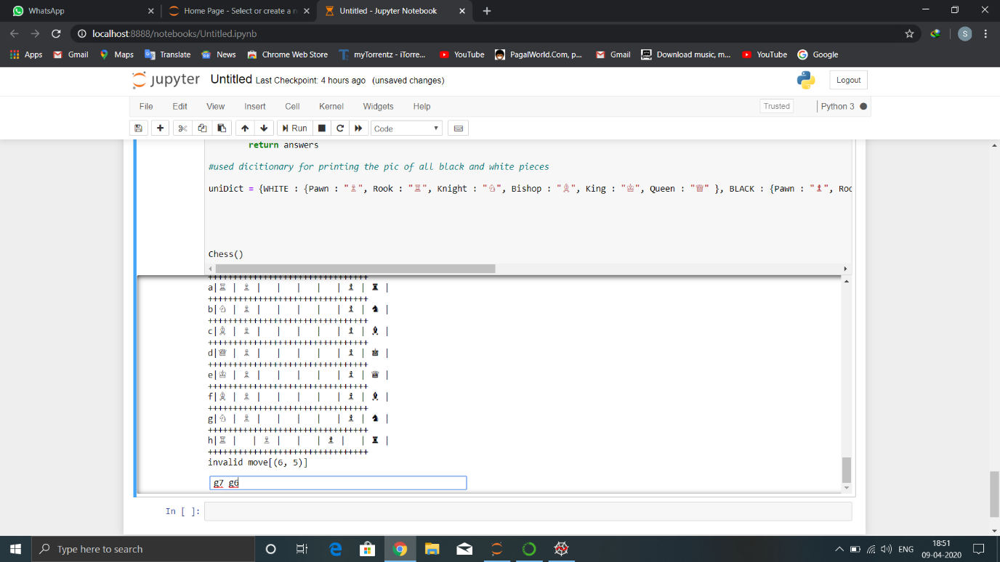 WhatsApp
Home Page - Select or create a n
Untitled - Jupyter Notebook
localhost:8888/notebooks/Untitled.ipynb
S
Apps
Gmail
Maps
Translate
News
Chrome Web Store
myTorrentz - iTorre...
YouTube
PagalWorld.Com, p...
Gmail
Download music, m...
YouTube
Google
jupyter Untitled Last Checkpoint: 4 hours ago (unsaved changes)
Logout
File Edit View Insert Cell Kernel Widgets Help
Trusted
Python 3
Run
Code
return answers
#used dicitionary for printing the pic of all black and white pieces
uniDict = {WHITE : {Pawn : "♙", Rook : "♖", Knight : "♘", Bishop : "♗", King : "♔", Queen : "♕" }, BLACK : {Pawn : "♟", Roo
Chess()
++++++++++++++++++++++++++++++++
a|♖ | ♙ | | | | | ♟ | ♜ |
++++++++++++++++++++++++++++++++
b|♘ | ♙ | | | | | ♟ | ♞ |
++++++++++++++++++++++++++++++++
c|♗ | ♙ | | | | | ♟ | ♝ |
++++++++++++++++++++++++++++++++
d|♕ | ♙ | | | | | ♟ | ♚ |
++++++++++++++++++++++++++++++++
e|♔ | ♙ | | | | | ♟ | ♛ |
++++++++++++++++++++++++++++++++
f|♗ | ♙ | | | | | ♟ | ♝ |
++++++++++++++++++++++++++++++++
g|♘ | ♙ | | | | | ♟ | ♞ |
++++++++++++++++++++++++++++++++
h|♖ | | ♙ | | | ♟ | | ♜ |
++++++++++++++++++++++++++++++++
invalid move[(6, 5)]
g7 g6
In [ ]:
Type here to search
ENG
18:51
09-04-2020